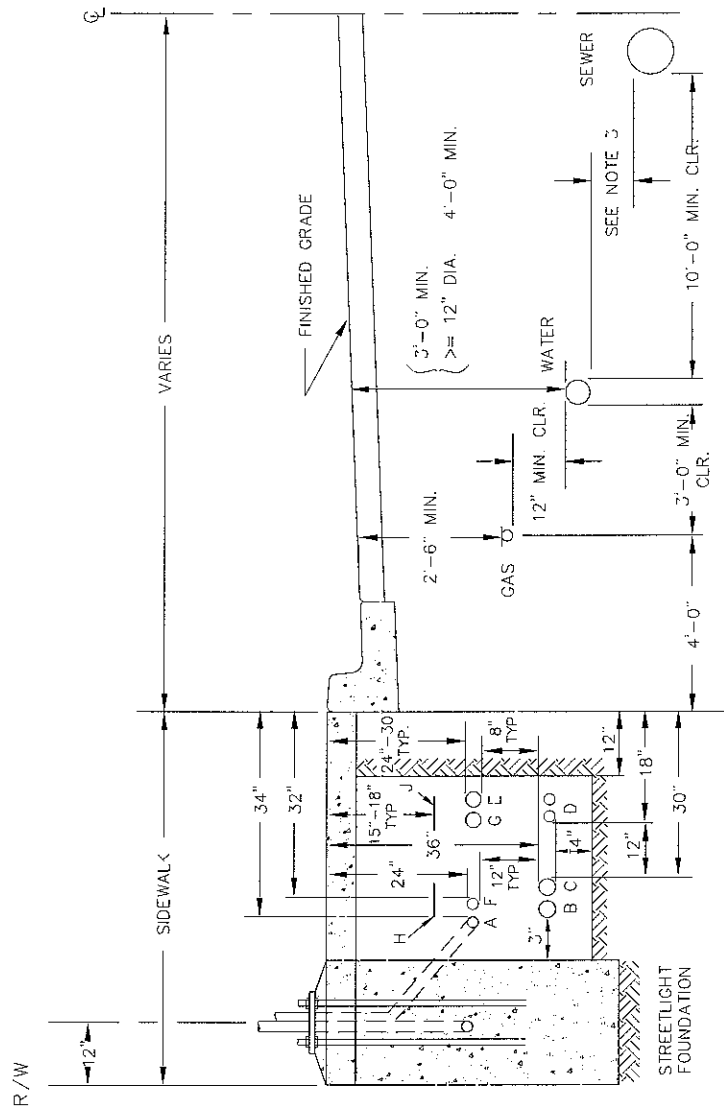 R/W
12"
SIDEWALK
VARIES
℄
34"
32"
FINISHED GRADE
24"-30
TYP.
15"-18"
TYP
36"
24"
8"
TYP
12"
TYP
H
J
A
F
G
E
B
C
D
3"
14"
12"
18"
12"
30"
STREETLIGHT
FOUNDATION
2'-6" MIN.
GAS
12" MIN. CLR.
3'-0" MIN.
>= 12" DIA. 4'-0" MIN.
WATER
SEWER
SEE NOTE 3
10'-0" MIN. CLR.
3'-0" MIN.
CLR.
4'-0"